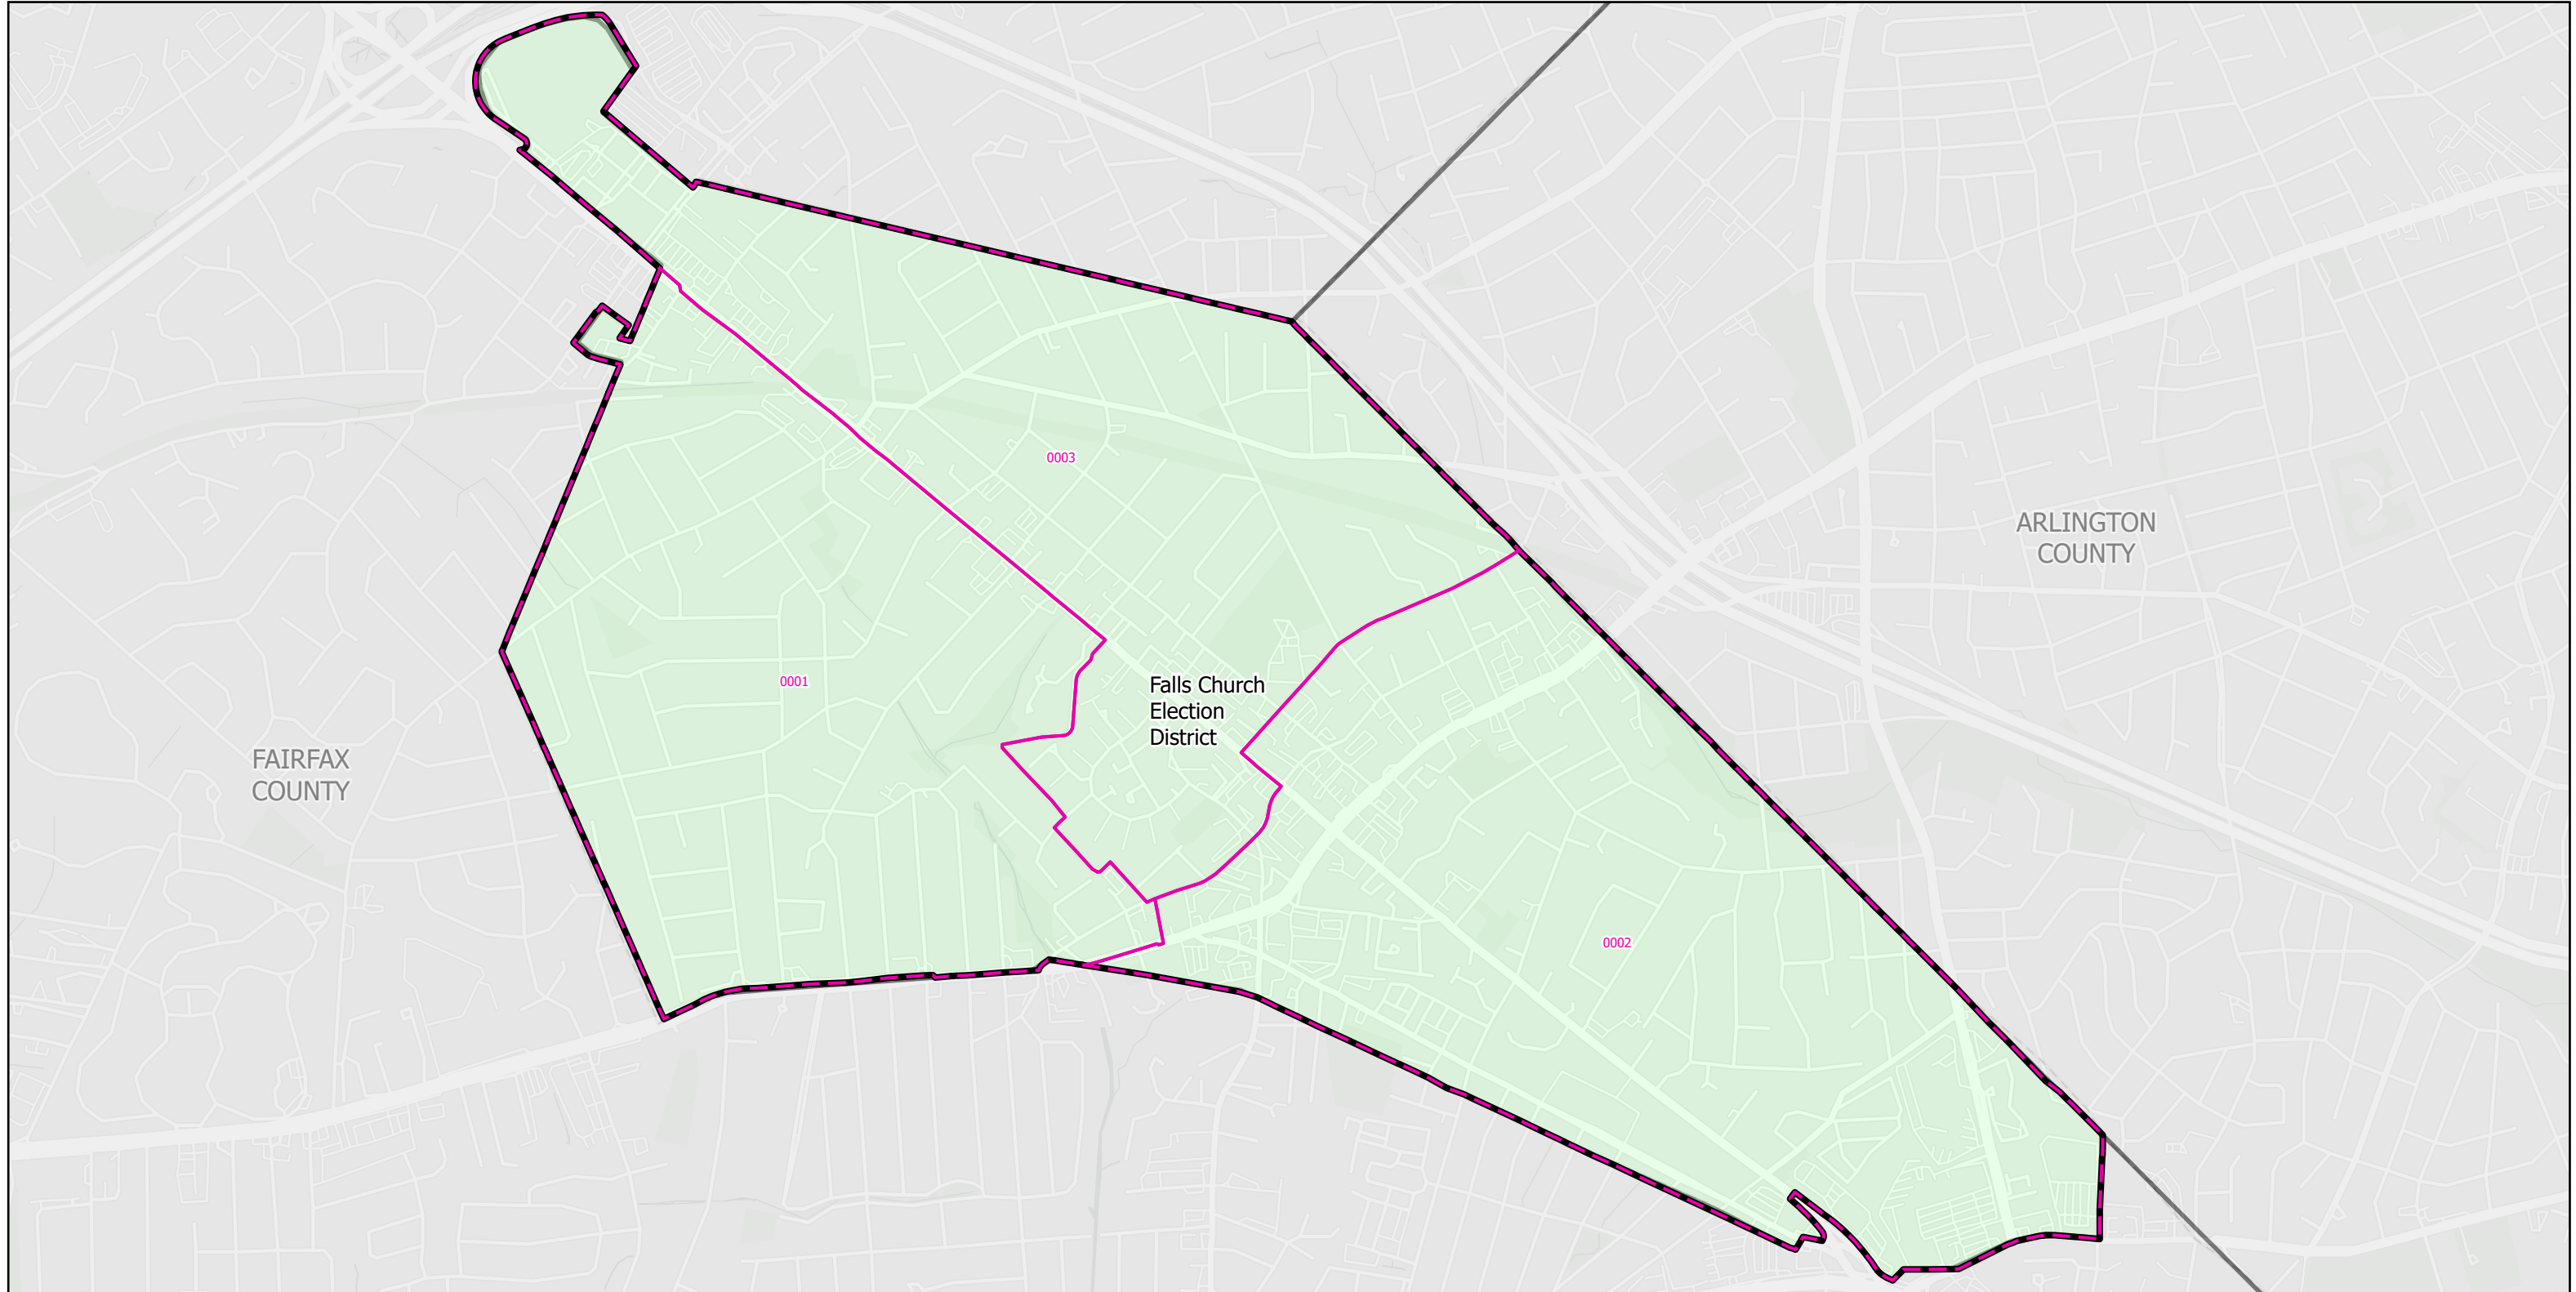 0003
ARLINGTON
COUNTY
0001
Falls Church
Election
District
FAIRFAX
COUNTY
0002